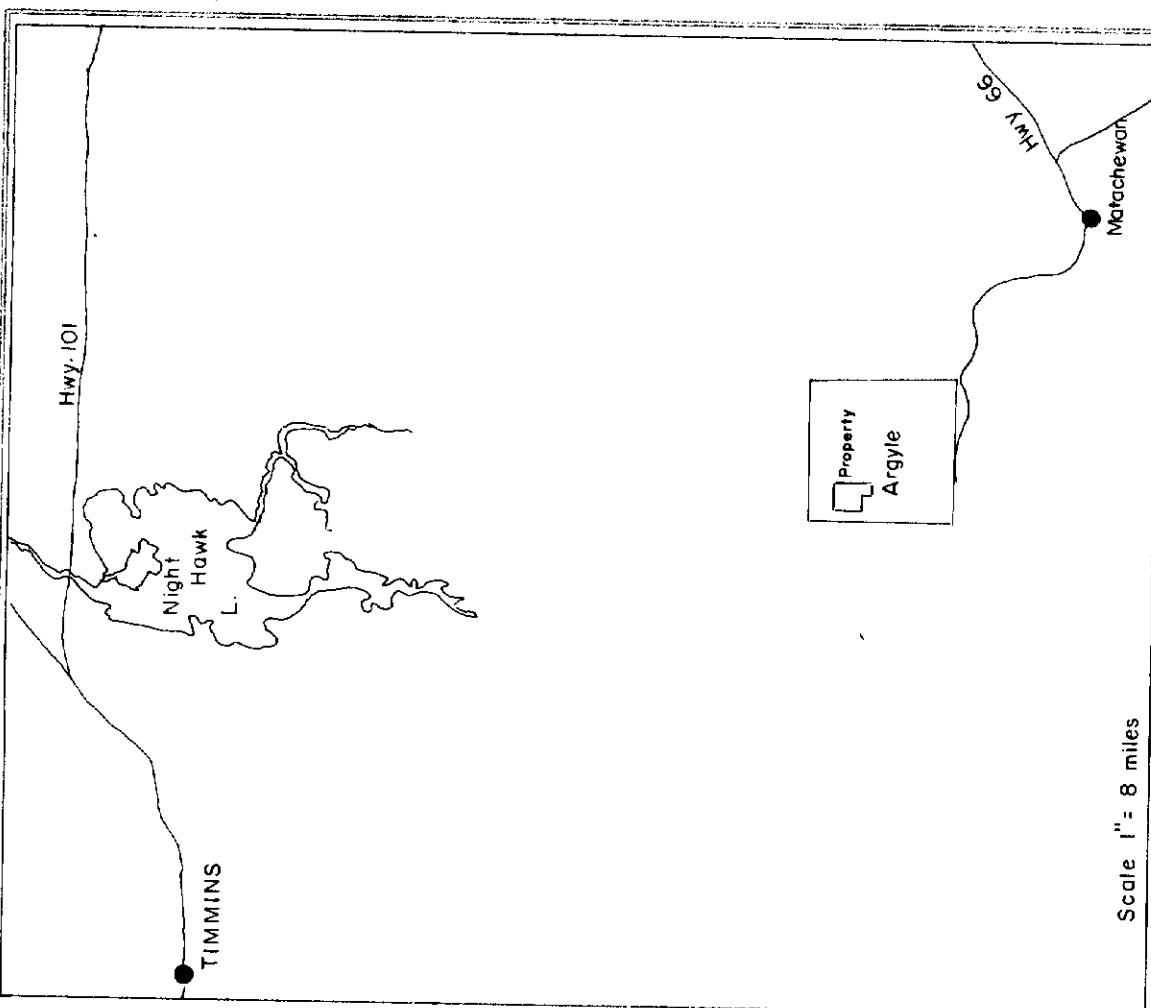 Hwy. 101
Night
Hawk
L.
TIMMINS
Hwy 66
Matachewan
Property
Argyle
Scale 1" = 8 miles